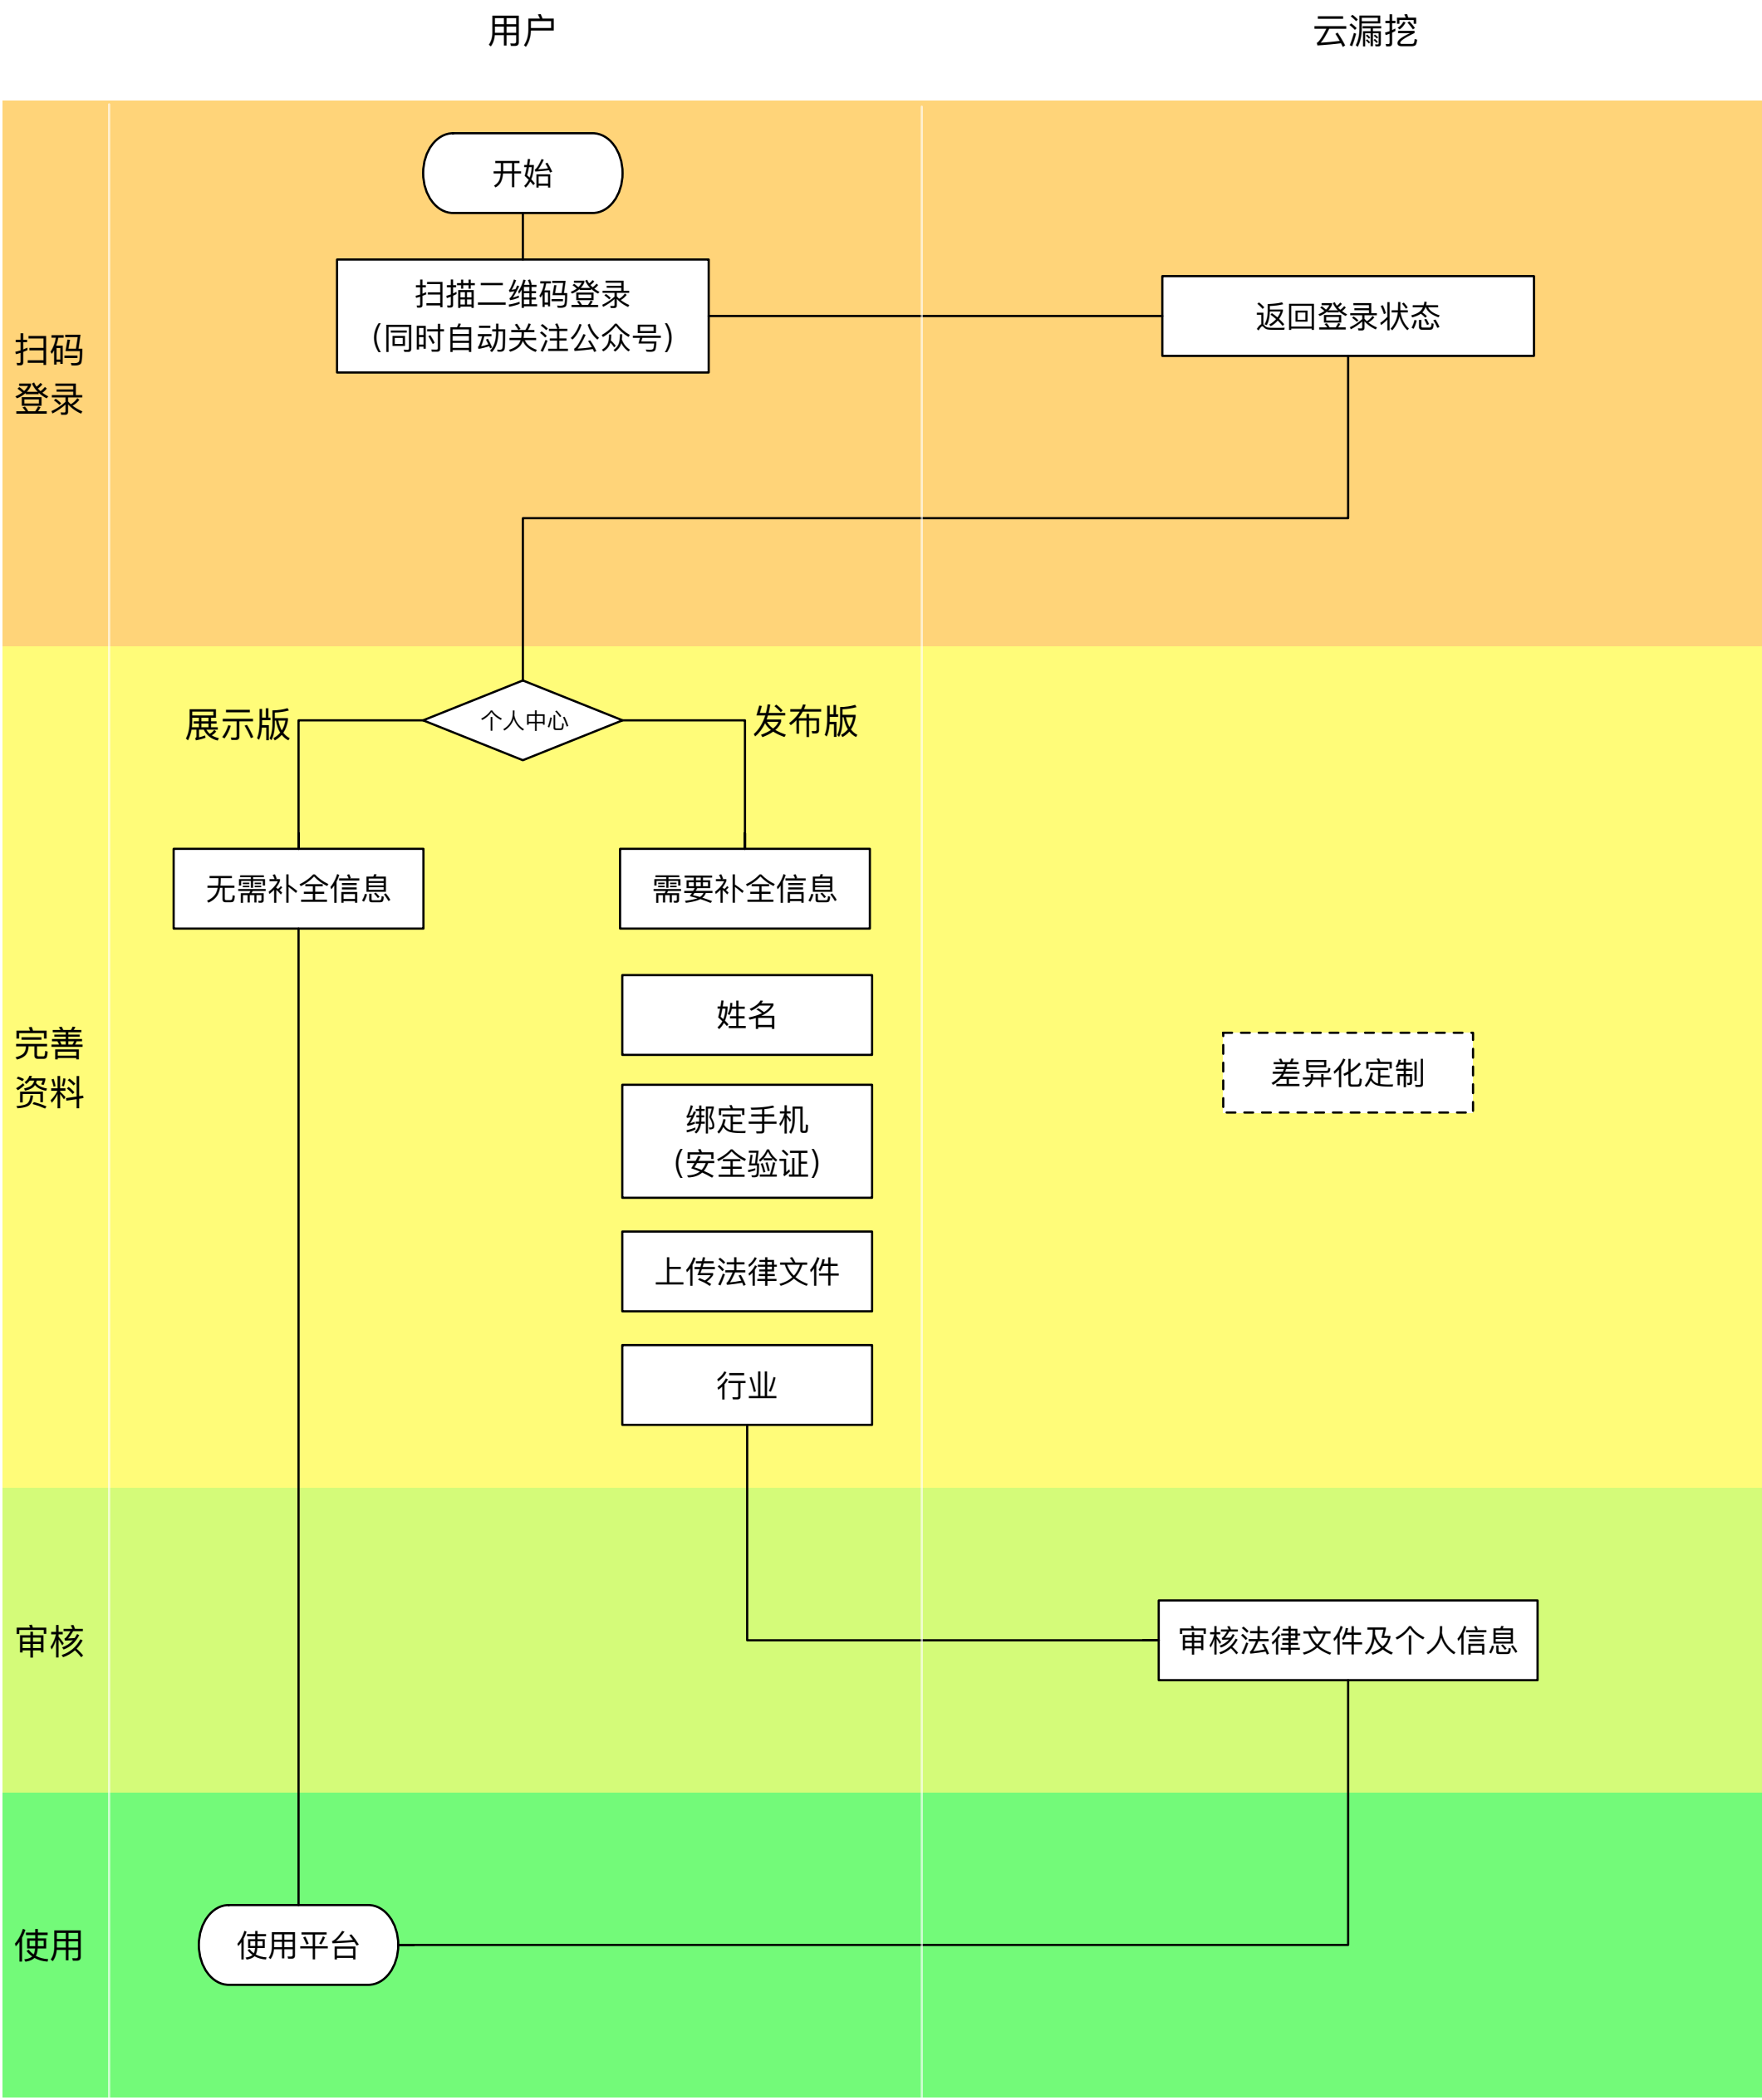 用户
云漏挖
开始
扫描二维码登录
(同时自动关注公众号)
返回登录状态
扫码
登录
展示版
个人中心
发布版
无需补全信息
需要补全信息
姓名
完善
资料
差异化定制
绑定手机
(安全验证)
上传法律文件
行业
审核
审核法律文件及个人信息
使用
使用平台